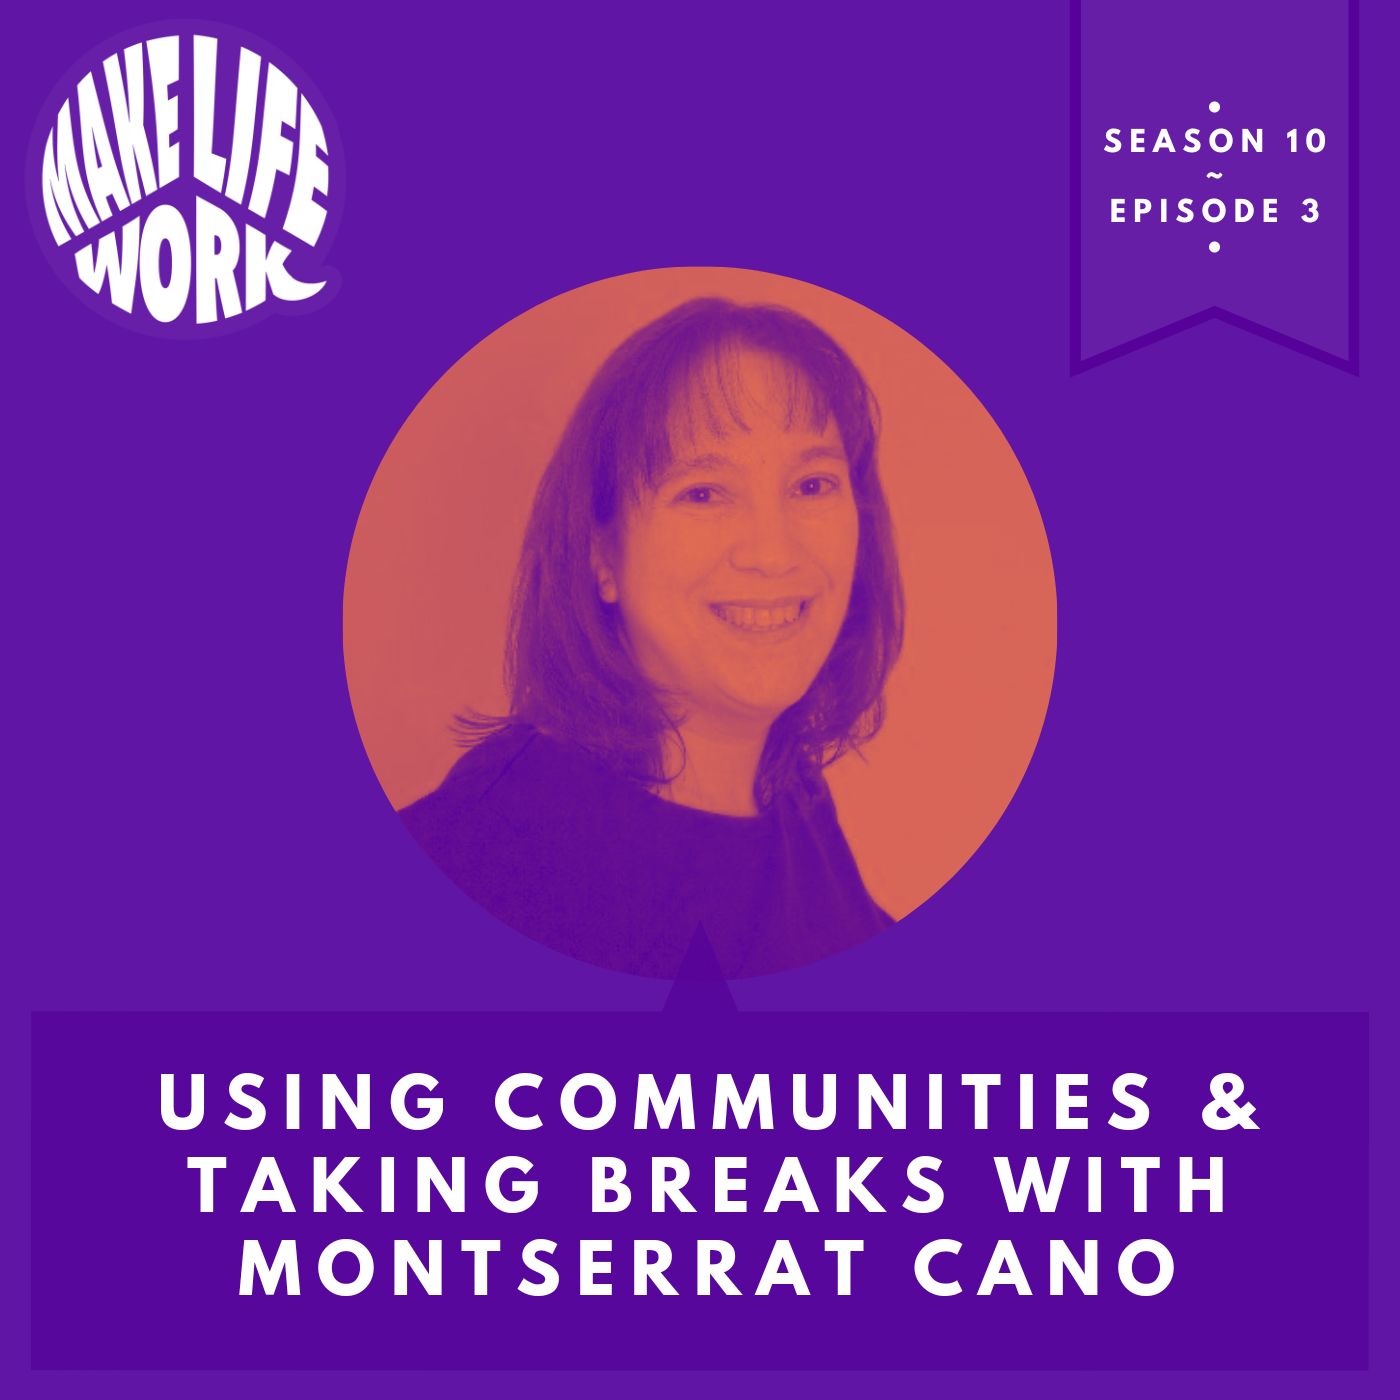 MAKE LIFE
WORK
SEASON 10
~
EPISODE 3
USING COMMUNITIES &
TAKING BREAKS WITH
MONTSERRAT CANO